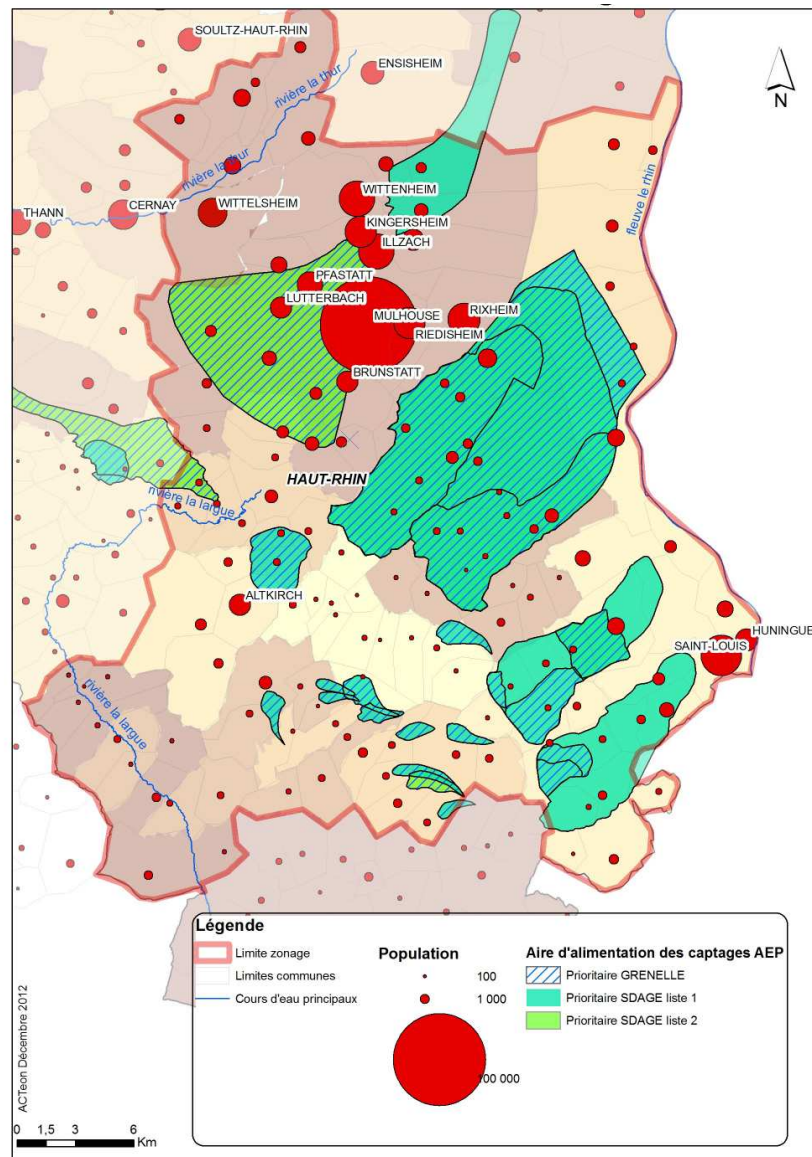 SOULTZ-HAUT-RHIN
ENSISHEIM
rivière la thur
N
rivière la thur
fleuve le rhin
WITTENHEIM
THANN
CERNAY
WITTELSHEIM
KINGERSHEIM
ILLZACH
PFASTATT
LUTTERBACH
MULHOUSE
RIXHEIM
RIEDISHEIM
BRUNSTATT
HAUT-RHIN
rivière la largue
ALTKIRCH
HUNINGUE
SAINT-LOUIS
rivière la largue
Légende
Limite zonage
Limites communes
Cours d'eau principaux
Population
100
1 000
100 000
Aire d'alimentation des captages AEP
Prioritaire GRENELLE
Prioritaire SDAGE liste 1
Prioritaire SDAGE liste 2
ACTeon Décembre 2012
0 1,5 3 6
Km